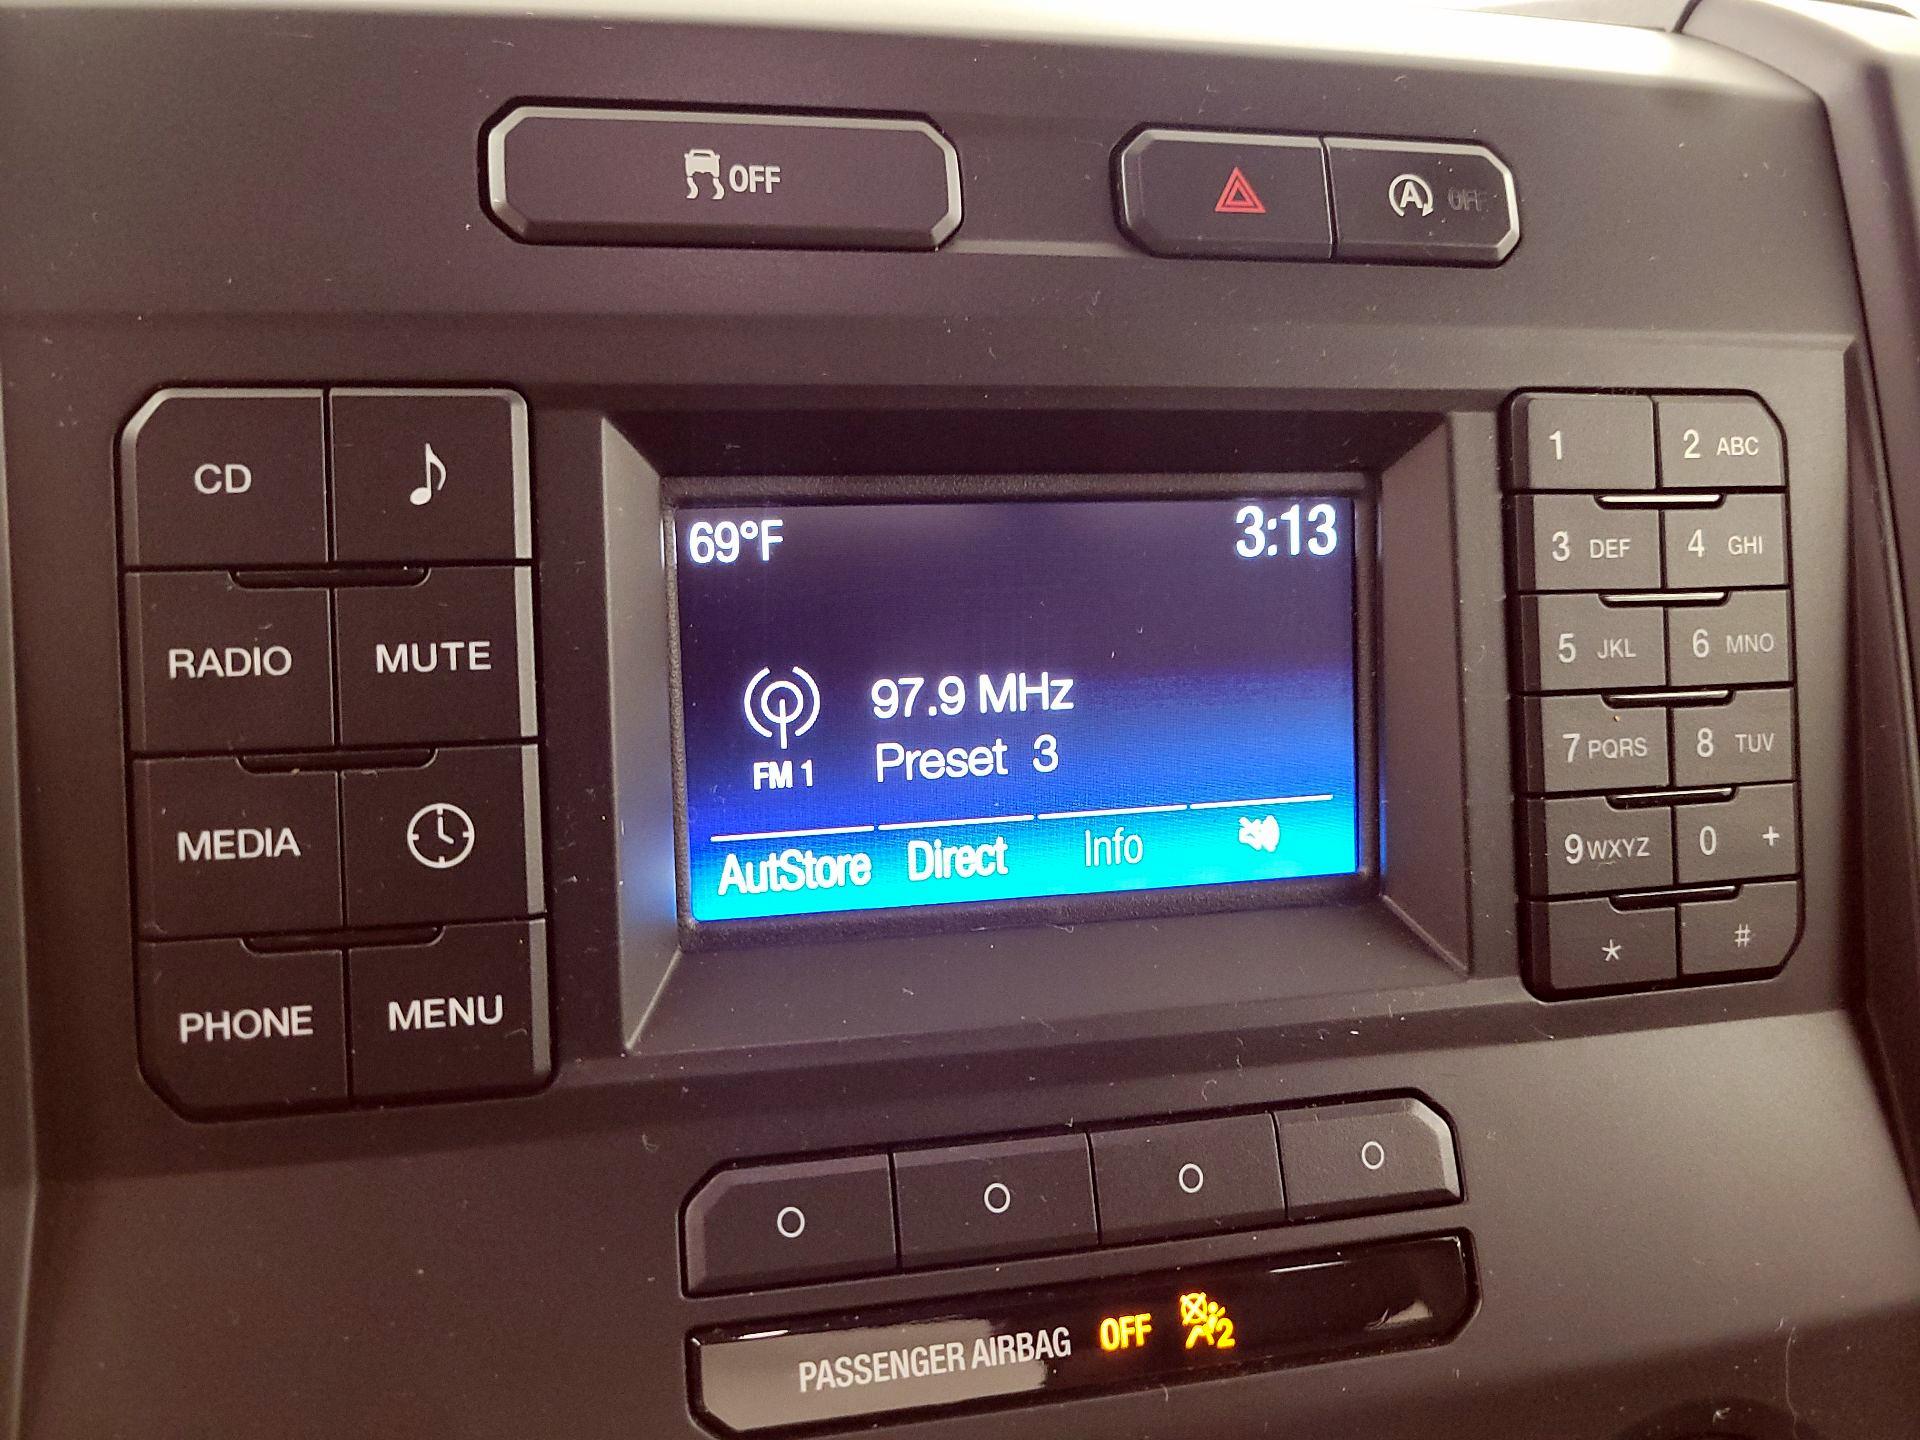 OFF
A OFF
CD
RADIO MUTE
MEDIA
PHONE MENU
69°F 3:13
97.9 MHz
FM 1 Preset 3
AutStore Direct Info
1 2 ABC
3 DEF 4 GHI
5 JKL 6 MNO
7 PQRS 8 TUV
9 WXYZ 0 +
* #
PASSENGER AIRBAG OFF 2